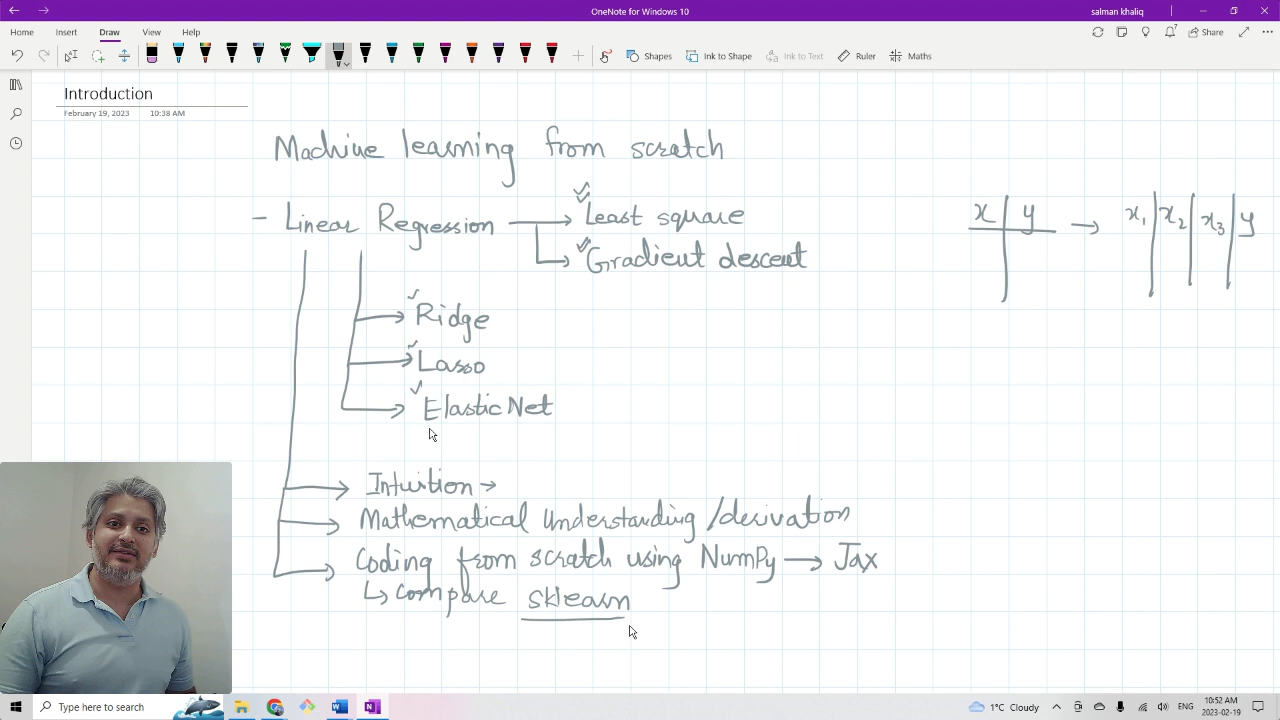 OneNote for Windows 10
salman khaliq
Home Insert Draw View Help
Share
Shapes Ink to Shape Ink to Text Ruler Maths
Introduction
February 19, 2023 10:38 AM
Machine learning from scratch
- Linear Regression → Least square
Gradient descent
x y → x1 x2 x3 y
Ridge
Lasso
Elastic Net
Intuition →
Mathematical Understanding /derivation
Coding from scratch using NumPy → Jax
↳ compare sklearn
Type here to search
1°C Cloudy
ENG
10:52 AM
2023-02-19